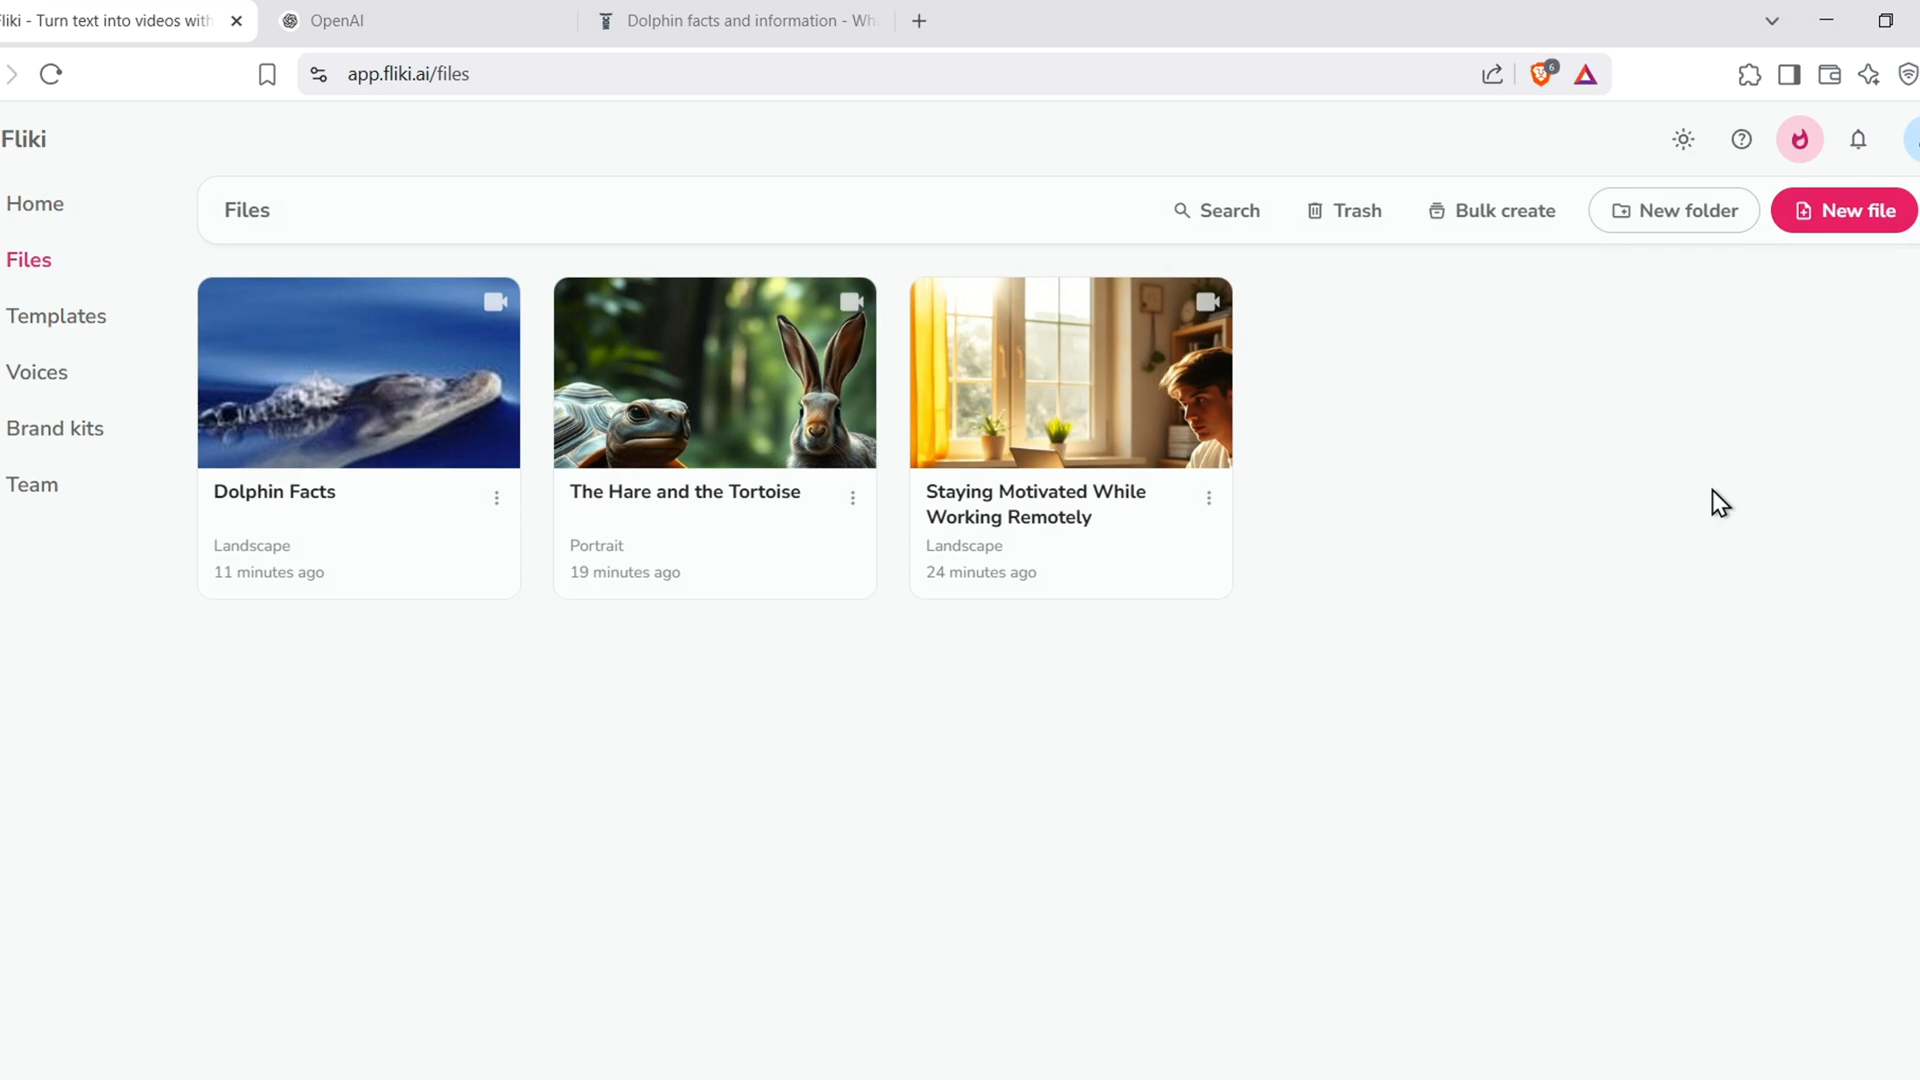 Fliki - Turn text into videos with
OpenAI
Dolphin facts and information - Wh
app.fliki.ai/files
6
Fliki
Home
Files
Templates
Voices
Brand kits
Team
Files
Search
Trash
Bulk create
New folder
New file
Dolphin Facts
Landscape
11 minutes ago
The Hare and the Tortoise
Portrait
19 minutes ago
Staying Motivated While
Working Remotely
Landscape
24 minutes ago